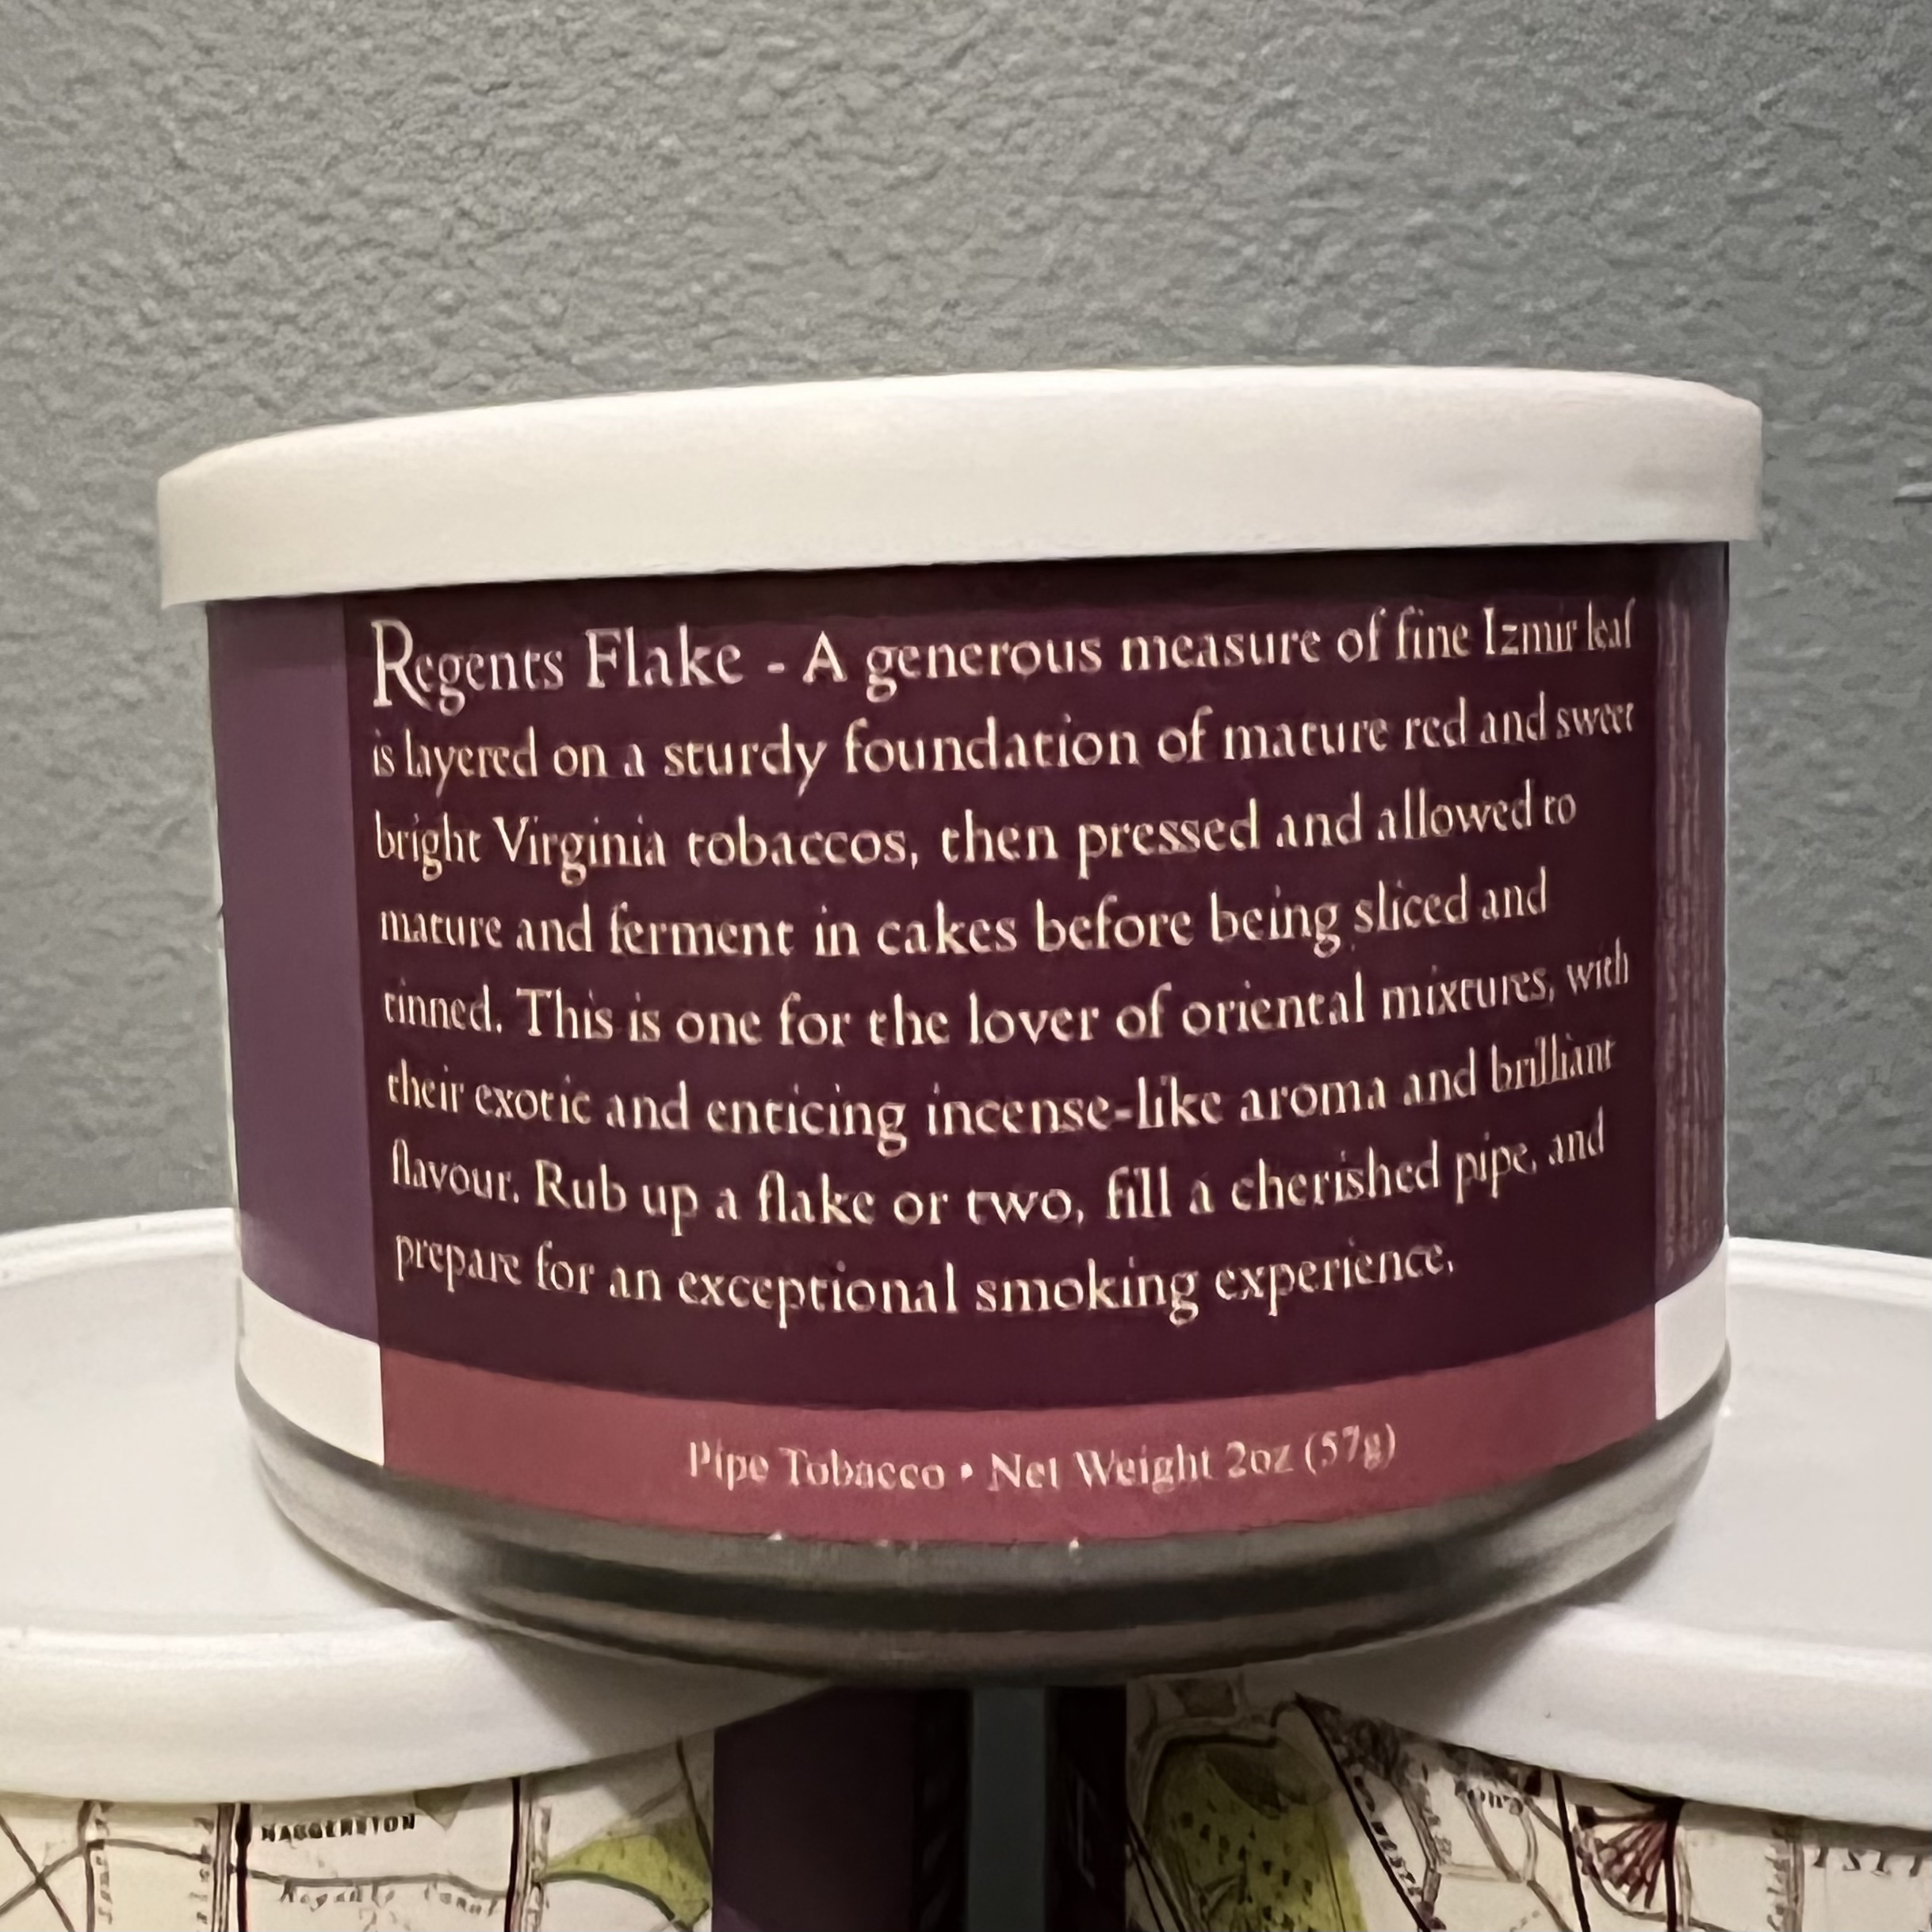 Regents Flake - A generous measure of fine Izmir leaf
is layered on a sturdy foundation of mature red and sweet
bright Virginia tobaccos, then pressed and allowed to
mature and ferment in cakes before being sliced and
tinned. This is one for the lover of oriental mixtures, with
their exotic and enticing incense-like aroma and brilliant
flavour. Rub up a flake or two, fill a cherished pipe, and
prepare for an exceptional smoking experience.
Pipe Tobacco • Net Weight 2oz (57g)
HAGGERSTON
Regents Canal